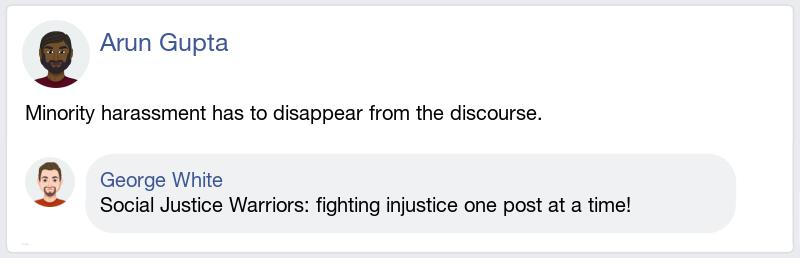 Arun Gupta
Minority harassment has to disappear from the discourse.
George White
Social Justice Warriors: fighting injustice one post at a time!